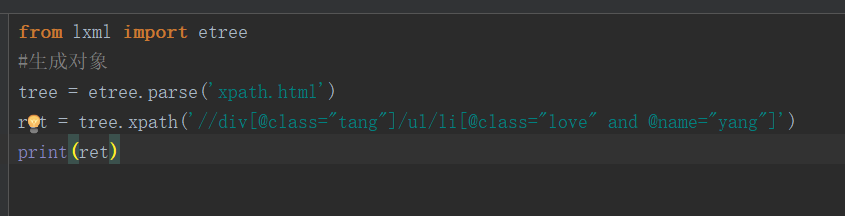 from lxml import etree
#生成对象
tree = etree.parse('xpath.html')
ret = tree.xpath('//div[@class="tang"]/ul/li[@class="love" and @name="yang"]')
print(ret)